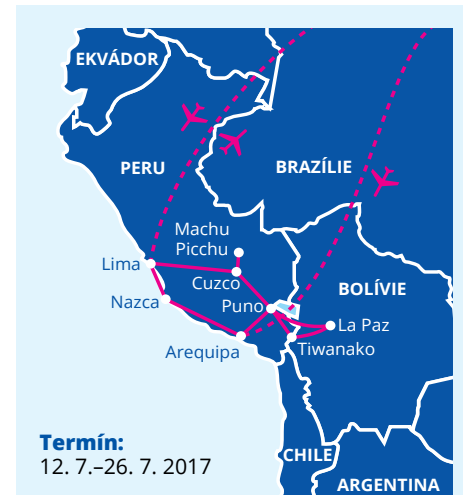 EKVÁDOR
PERU
BRAZÍLIE
Machu
Picchu
Lima
Cuzco
BOLÍVIE
Nazca
Puno
La Paz
Arequipa
Tiwanako
Termín:
12. 7.–26. 7. 2017
CHILE
ARGENTINA